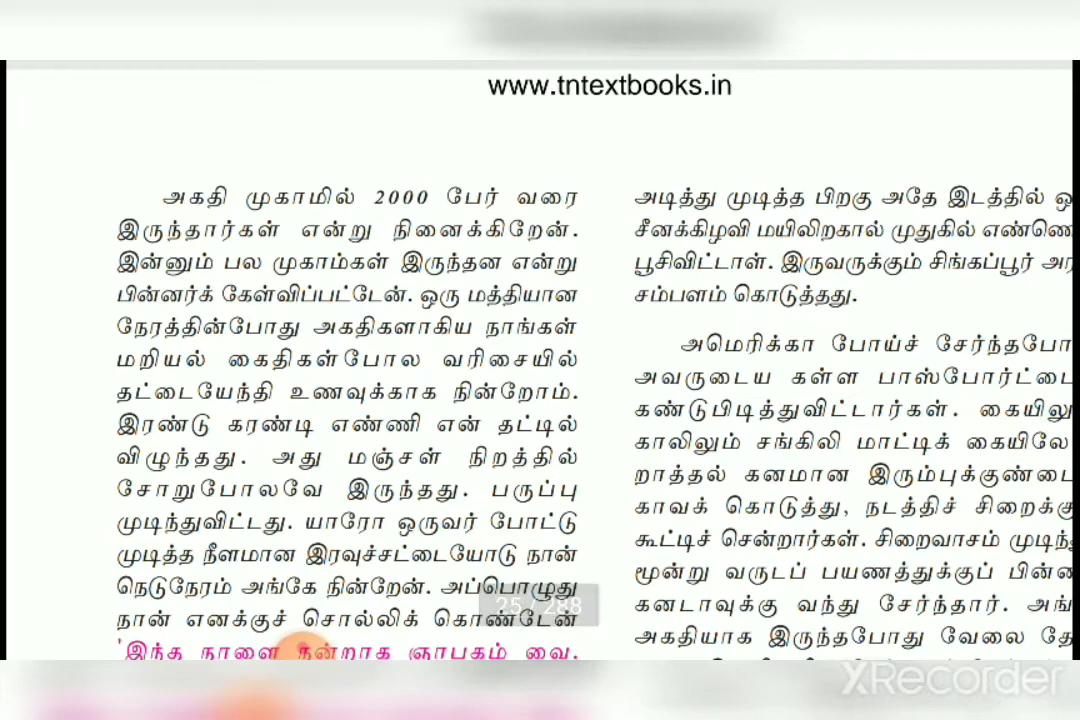 www.tntextbooks.in
அகதி முகாமில் 2000 பேர் வரை
இருந்தார்கள் என்று நினைக்கிறேன்.
இன்னும் பல முகாம்கள் இருந்தன என்று
பின்னர்க் கேள்விப்பட்டேன். ஒரு மத்தியான
நேரத்தின்போது அகதிகளாகிய நாங்கள்
மறியல் கைதிகள்போல வரிசையில்
தட்டையேந்தி உணவுக்காக நின்றோம்.
இரண்டு கரண்டி எண்ணி என் தட்டில்
விழுந்தது. அது மஞ்சள் நிறத்தில்
சோறுபோலவே இருந்தது. பருப்பு
முடிந்துவிட்டது. யாரோ ஒருவர் போட்டு
முடித்த நீளமான இரவுச்சட்டையோடு நான்
நெடுநேரம் அங்கே நின்றேன். அப்பொழுது
நான் எனக்குச் சொல்லிக் கொண்டேன்
'இந்த நாளை நன்றாக ஞாபகம் வை.
அடித்து முடித்த பிறகு அதே இடத்தில்
சீனக்கிழவி மயிலிறகால் முதுகில்
பூசிவிட்டாள். இருவருக்கும் சிங்கப்பூர்
சம்பளம் கொடுத்தது.
அமெரிக்கா போய்ச்
அவருடைய கள்ள
கண்டுபிடித்துவிட்டார்கள்.
காலிலும் சங்கிலி மாட்டிக்
றாத்தல் கனமான
காவக் கொடுத்து, நடத்திச்
கூட்டிச் சென்றார்கள். சிறைவாசம்
மூன்று வருடப் பயணத்துக்குப்
கனடாவுக்கு வந்து சேர்ந்தார்.
அகதியாக இருந்தபோது வேலை
25 / 288
XRecorder